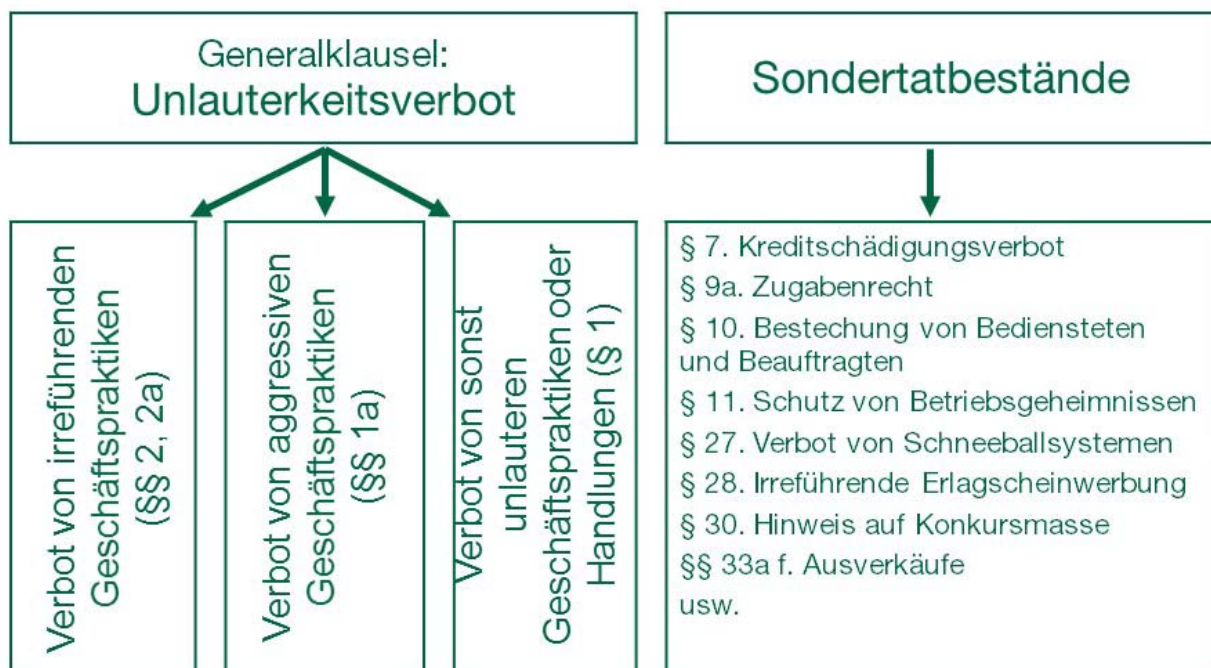 Generalklausel:
Unlauterkeitsverbot
Sondertatbestände
Verbot von irreführenden
Geschäftspraktiken
(§§ 2, 2a)
Verbot von aggressiven
Geschäftspraktiken
(§§ 1a)
Verbot von sonst
unlauteren
Geschäftspraktiken oder
Handlungen (§ 1)
§ 7. Kreditschädigungsverbot
§ 9a. Zugabenrecht
§ 10. Bestechung von Bediensteten
und Beauftragten
§ 11. Schutz von Betriebsgeheimnissen
§ 27. Verbot von Schneeballsystemen
§ 28. Irreführende Erlagscheinwerbung
§ 30. Hinweis auf Konkursmasse
§§ 33a f. Ausverkäufe
usw.